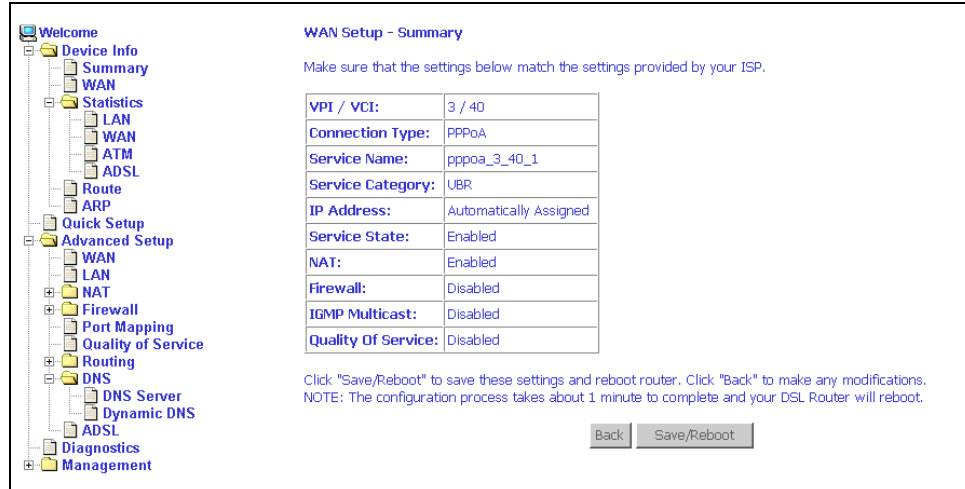 Welcome
Device Info
Summary
WAN
Statistics
LAN
WAN
ATM
ADSL
Route
ARP
Quick Setup
Advanced Setup
WAN
LAN
NAT
Firewall
Port Mapping
Quality of Service
Routing
DNS
DNS Server
Dynamic DNS
ADSL
Diagnostics
Management
WAN Setup - Summary
Make sure that the settings below match the settings provided by your ISP.
VPI / VCI: 3 / 40
Connection Type: PPPoA
Service Name: pppoa_3_40_1
Service Category: UBR
IP Address: Automatically Assigned
Service State: Enabled
NAT: Enabled
Firewall: Disabled
IGMP Multicast: Disabled
Quality Of Service: Disabled
Click "Save/Reboot" to save these settings and reboot router. Click "Back" to make any modifications.
NOTE: The configuration process takes about 1 minute to complete and your DSL Router will reboot.
Back Save/Reboot